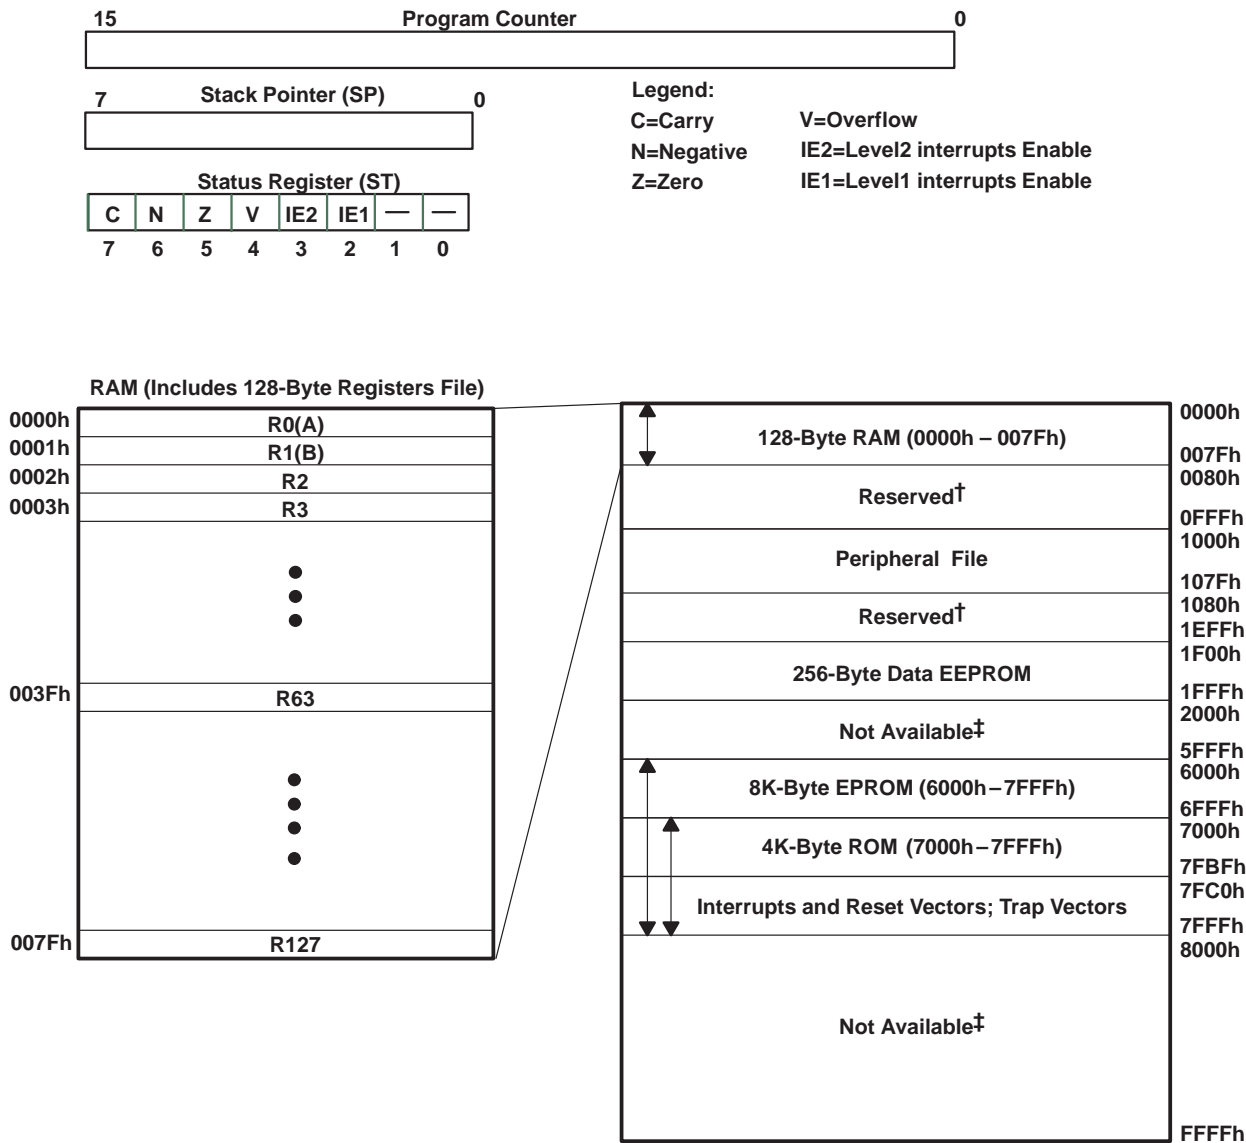 15 Program Counter 0
7 Stack Pointer (SP) 0
Legend:
C=Carry V=Overflow
N=Negative IE2=Level2 interrupts Enable
Z=Zero IE1=Level1 interrupts Enable
Status Register (ST)
C N Z V IE2 IE1 — —
7 6 5 4 3 2 1 0
RAM (Includes 128-Byte Registers File)
0000h R0(A)
0001h R1(B)
0002h R2
0003h R3
003Fh R63
007Fh R127
0000h
128-Byte RAM (0000h – 007Fh)
007Fh
0080h
Reserved†
0FFFh
1000h
Peripheral File
107Fh
1080h
Reserved†
1EFFh
1F00h
256-Byte Data EEPROM
1FFFh
2000h
Not Available‡
5FFFh
6000h
8K-Byte EPROM (6000h–7FFFh)
6FFFh
7000h
4K-Byte ROM (7000h–7FFFh)
7FBFh
7FC0h
Interrupts and Reset Vectors; Trap Vectors
7FFFh
8000h
Not Available‡
FFFFh